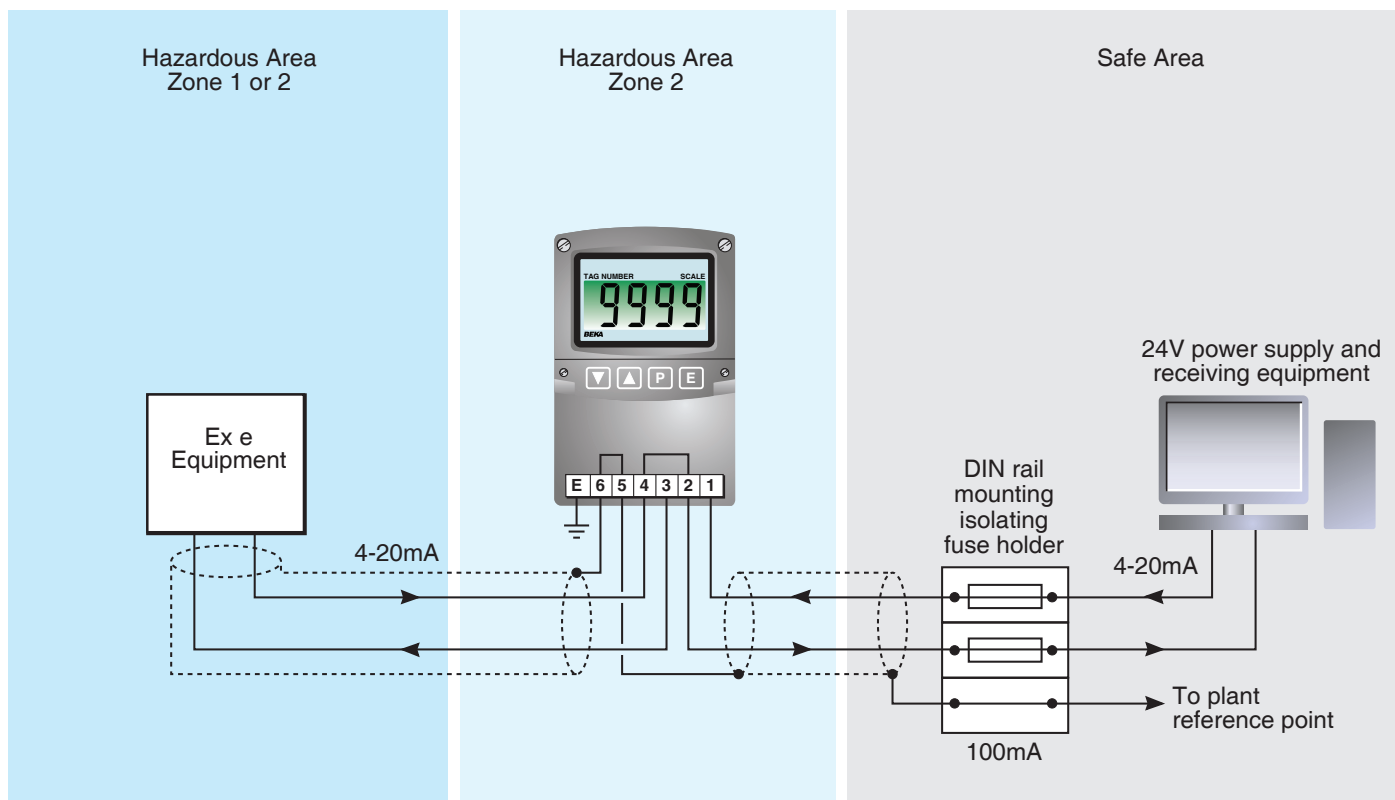 Hazardous Area
Zone 1 or 2
Hazardous Area
Zone 2
Safe Area
TAG NUMBER SCALE
9999
BEKA
P E
24V power supply and
receiving equipment
Ex e
Equipment
DIN rail
mounting
isolating
fuse holder
E 6 5 4 3 2 1
4-20mA
4-20mA
To plant
reference point
100mA